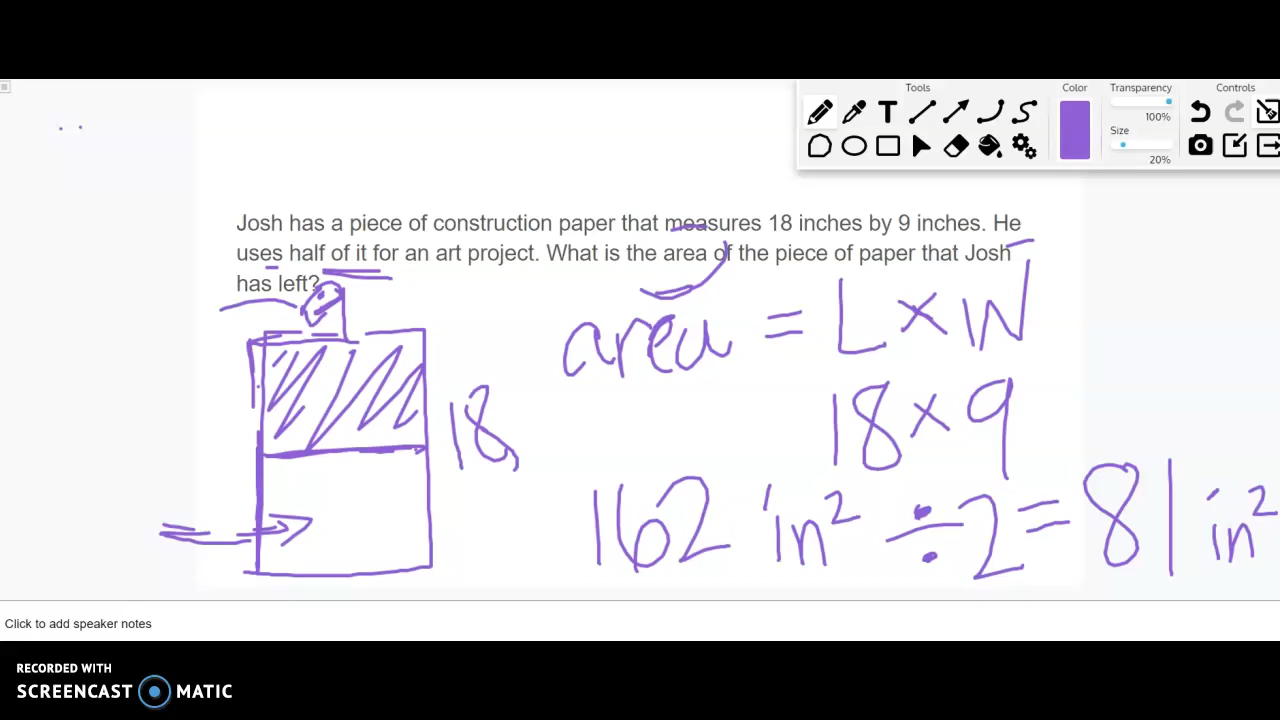 Tools
Color
Transparency
Controls
100%
Size
20%
Josh has a piece of construction paper that measures 18 inches by 9 inches. He
uses half of it for an art project. What is the area of the piece of paper that Josh
has left?
area = L x W
18 x 9
18
162 in² ÷ 2 = 81 in²
Click to add speaker notes
RECORDED WITH
SCREENCAST MATIC